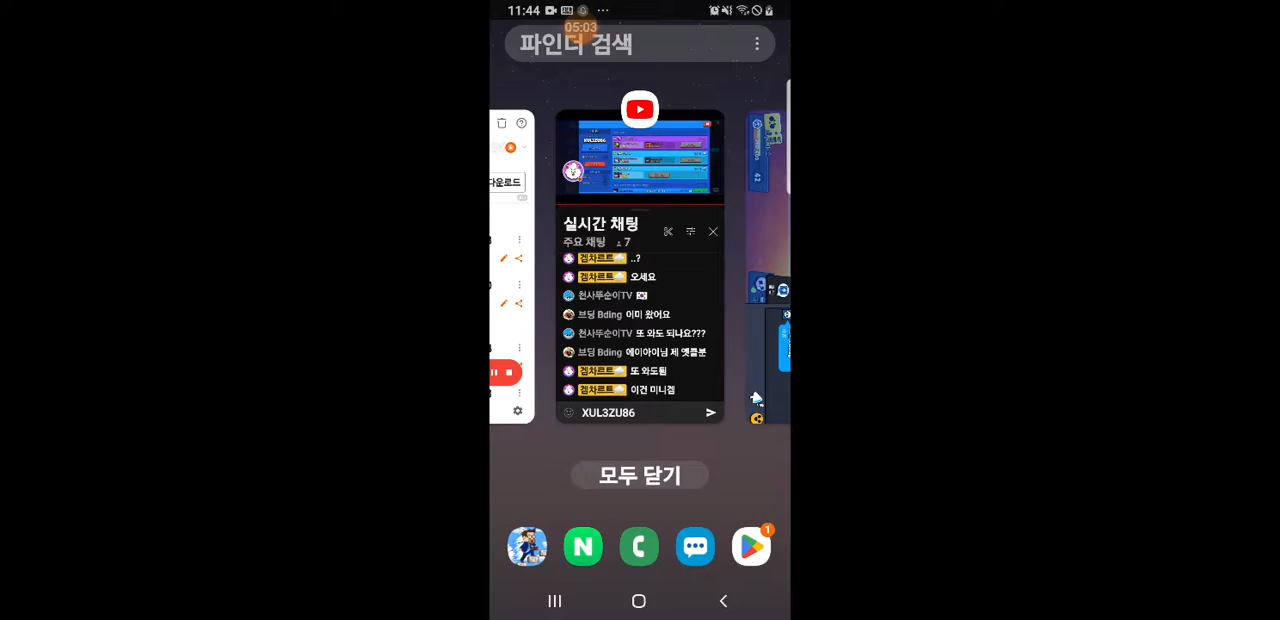 11:44
05:03
파인더 검색
다운로드
XUL3ZU86
42
실시간 채팅
주요 채팅 7
겜차르트 ..?
겜차르트 오세요
천사뚜순이TV 🇰🇷
브딩 Bding 이미 왔어요
천사뚜순이TV 또 와도 되나요???
브딩 Bding 에이아이님 제 옛클분
겜차르트 또 와도됨
겜차르트 이건 미니겜
XUL3ZU86
모두 닫기
N
1